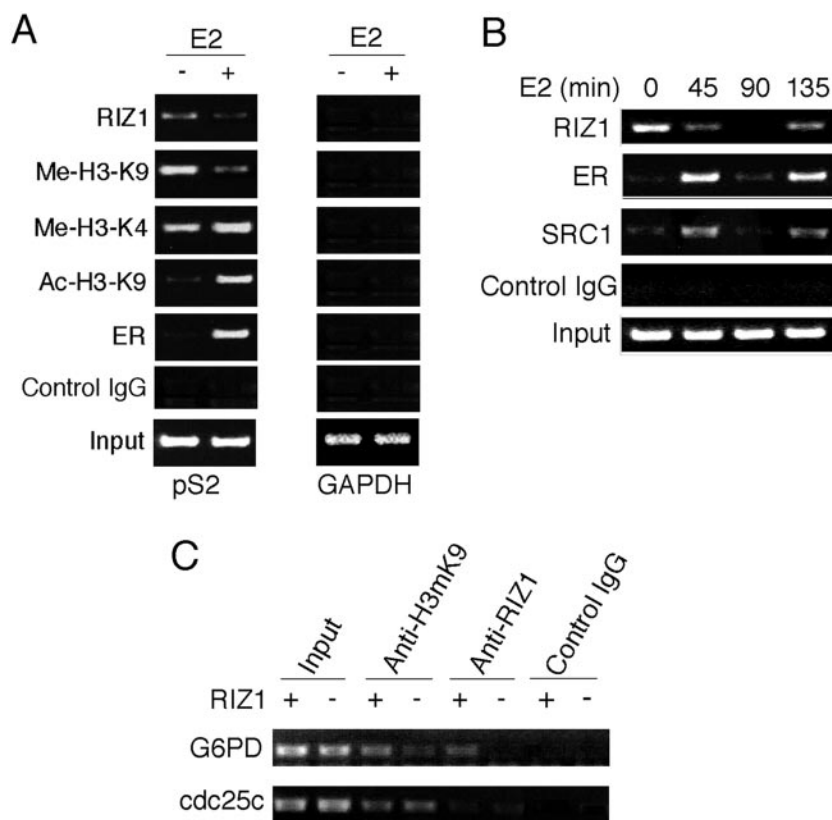 A
E2
- +
E2
- +
RIZ1
Me-H3-K9
Me-H3-K4
Ac-H3-K9
ER
Control IgG
Input
pS2
GAPDH
B
E2 (min) 0 45 90 135
RIZ1
ER
SRC1
Control IgG
Input
C
Input
Anti-H3mK9
Anti-RIZ1
Control IgG
RIZ1 + - + - + - + -
G6PD
cdc25c